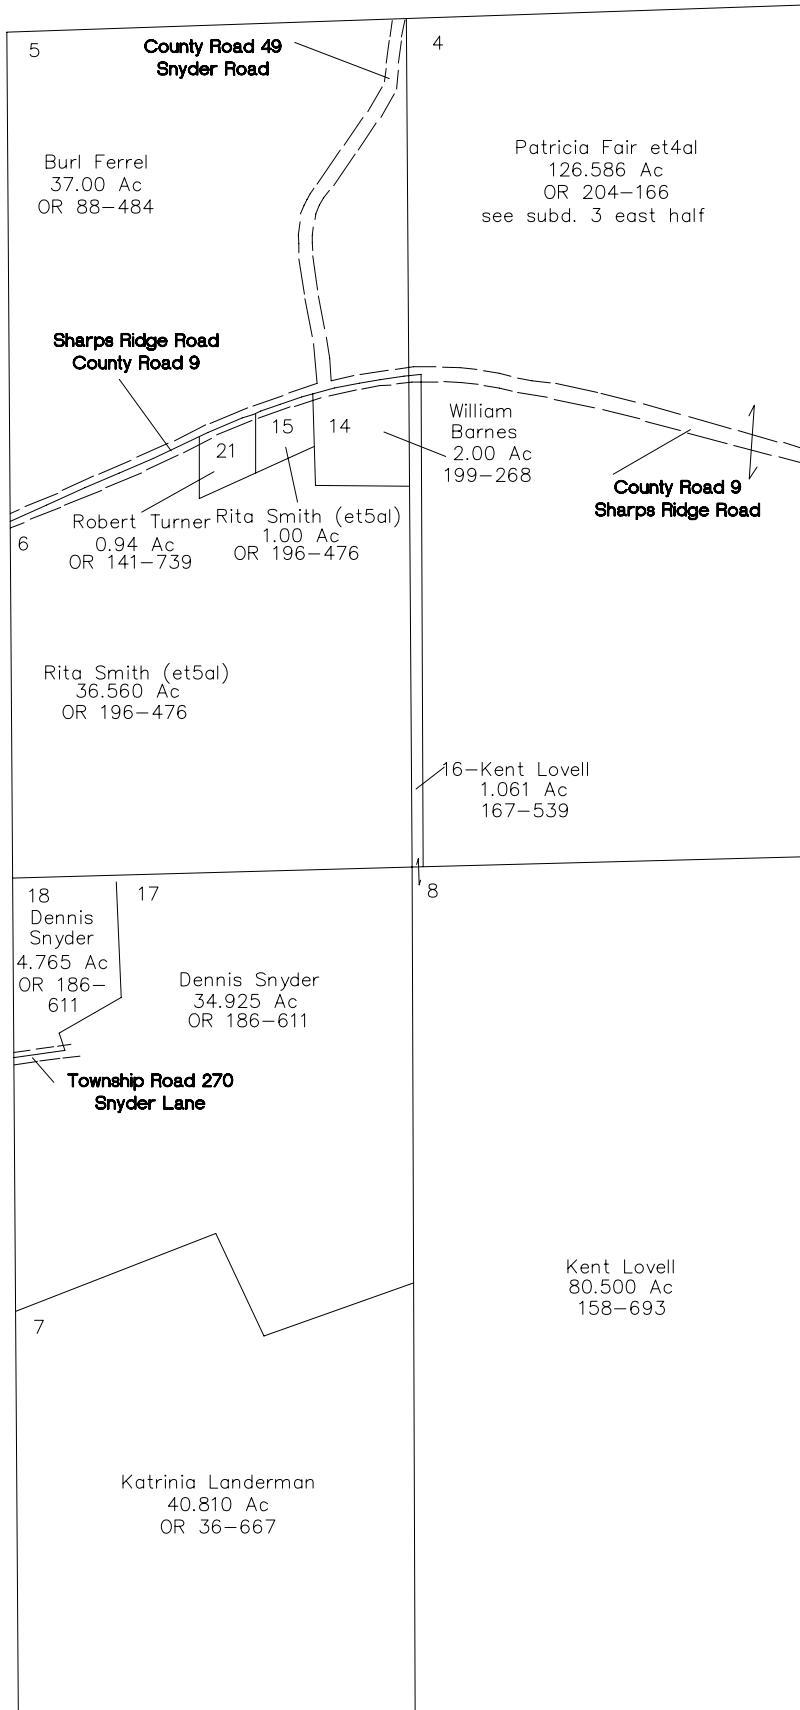 5
County Road 49
Snyder Road
4
Burl Ferrel
37.00 Ac
OR 88-484
Patricia Fair et4al
126.586 Ac
OR 204-166
see subd. 3 east half
Sharps Ridge Road
County Road 9
21
15
14
William
Barnes
2.00 Ac
199-268
County Road 9
Sharps Ridge Road
6
Robert Turner
0.94 Ac
OR 141-739
Rita Smith (et5al)
1.00 Ac
OR 196-476
Rita Smith (et5al)
36.560 Ac
OR 196-476
16-Kent Lovell
1.061 Ac
167-539
18
Dennis
Snyder
4.765 Ac
OR 186-
611
17
Dennis Snyder
34.925 Ac
OR 186-611
8
Township Road 270
Snyder Lane
Kent Lovell
80.500 Ac
158-693
7
Katrinia Landerman
40.810 Ac
OR 36-667